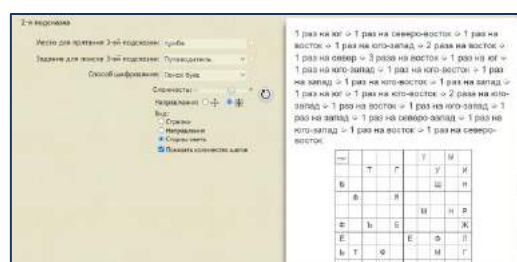 2-я подсказка
Место для прятания 3-ей подсказки: тумба
Задание для поиска 3-ей подсказки: Путеводитель
Способ шифрования: Поиск букв
Сложность:
Направления:
Вид:
Стрелки
Направления
Стороны света
Показать количество шагов
1 раз на юг ⇨ 1 раз на северо-восток ⇨ 1 раз на
восток ⇨ 1 раз на юго-запад ⇨ 2 раза на восток ⇨
1 раз на север ⇨ 3 раза на восток ⇨ 1 раз на юг ⇨
1 раз на юго-запад ⇨ 1 раз на юго-восток ⇨ 1 раз
на запад ⇨ 1 раз на юго-восток ⇨ 1 раз на запад ⇨
1 раз на юг ⇨ 1 раз на юго-восток ⇨ 2 раза на юго-
запад ⇨ 1 раз на восток ⇨ 1 раз на юго-запад ⇨ 1
раз на запад ⇨ 1 раз на северо-запад ⇨ 1 раз на
юго-восток ⇨ 1 раз на восток ⇨ 1 раз на северо-
восток
У М
Т Г У И
Б Ш Н
Ф Я
Ы Н Р
Ф Ь Б Ж
Ё Е Ф Л
Ь Т Ф М Г